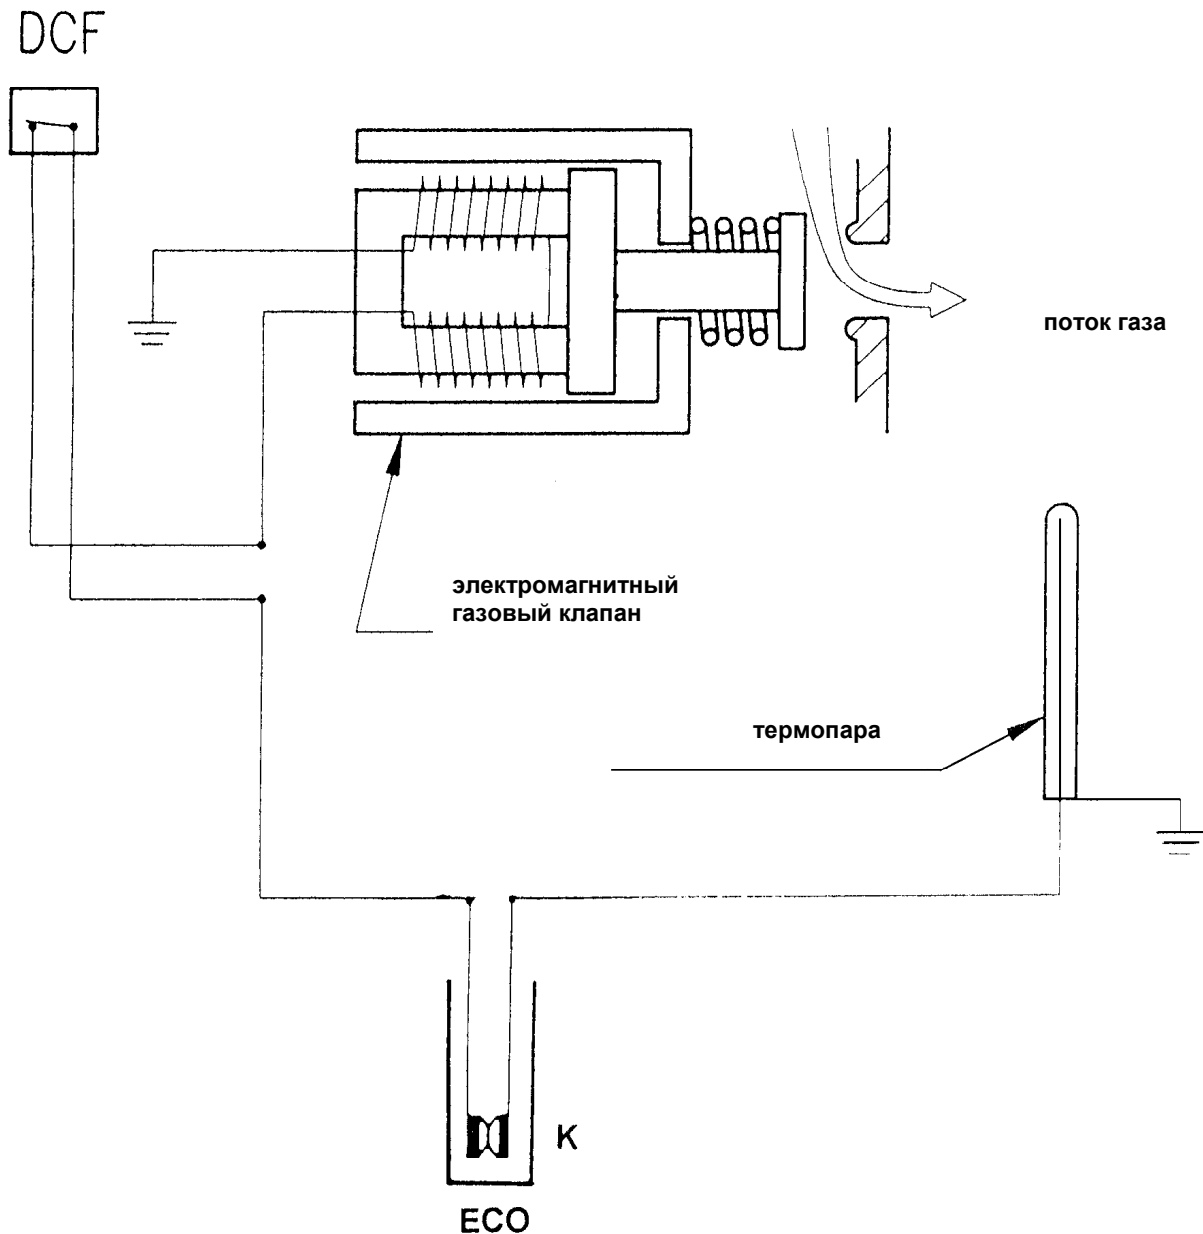 DCF
поток газа
электромагнитный
газовый клапан
термопара
K
ECO